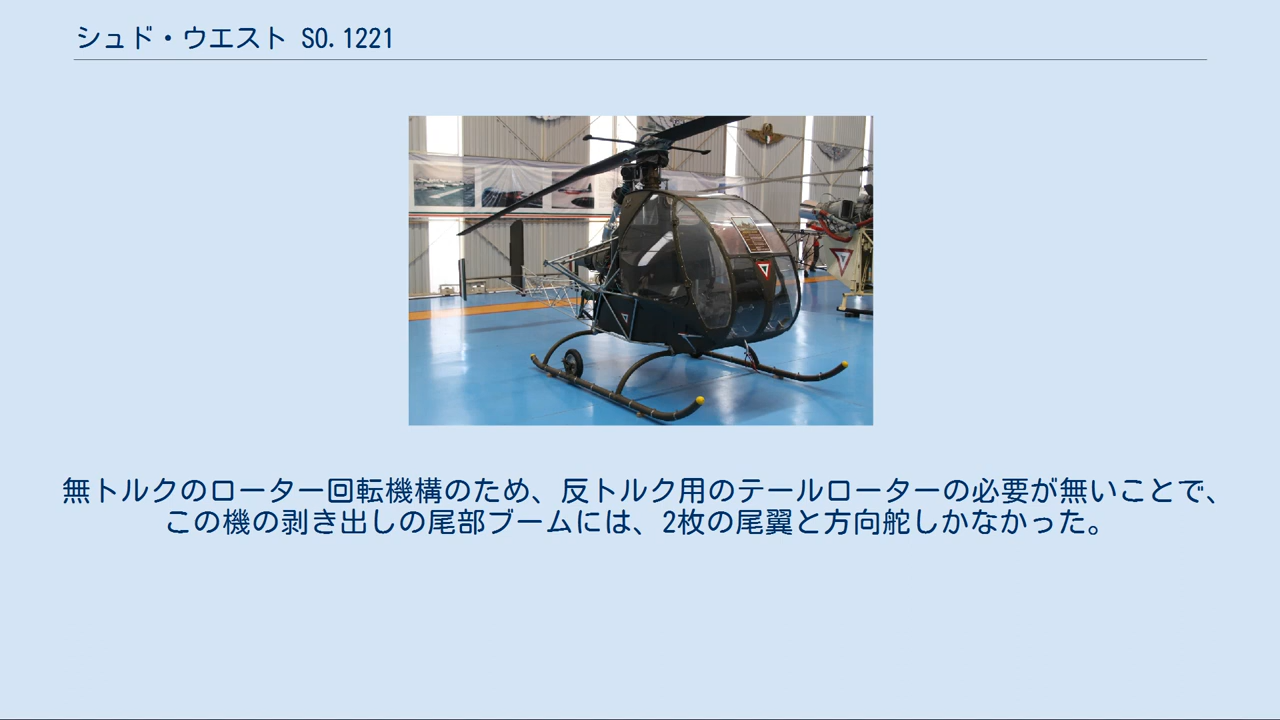 シュド・ウエスト SO.1221
無トルクのローター回転機構のため、反トルク用のテールローターの必要が無いことで、
この機の剥き出しの尾部ブームには、2枚の尾翼と方向舵しかなかった。